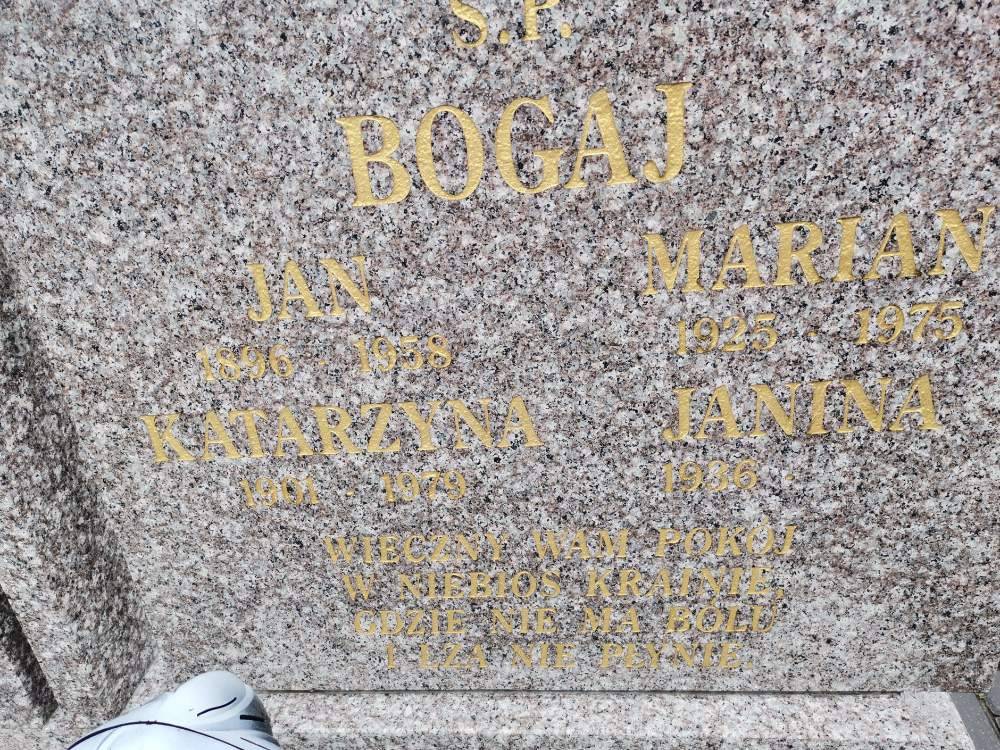 Ś.P.
BOGAJ
JAN
1896 · 1958
KATARZYNA
1901 · 1979
MARIAN
1925 · 1975
JANINA
1936 ·
WIECZNY WAM POKÓJ
W NIEBIOS KRAINIE,
GDZIE NIE MA BÓLU
I ŁZA NIE PŁYNIE.